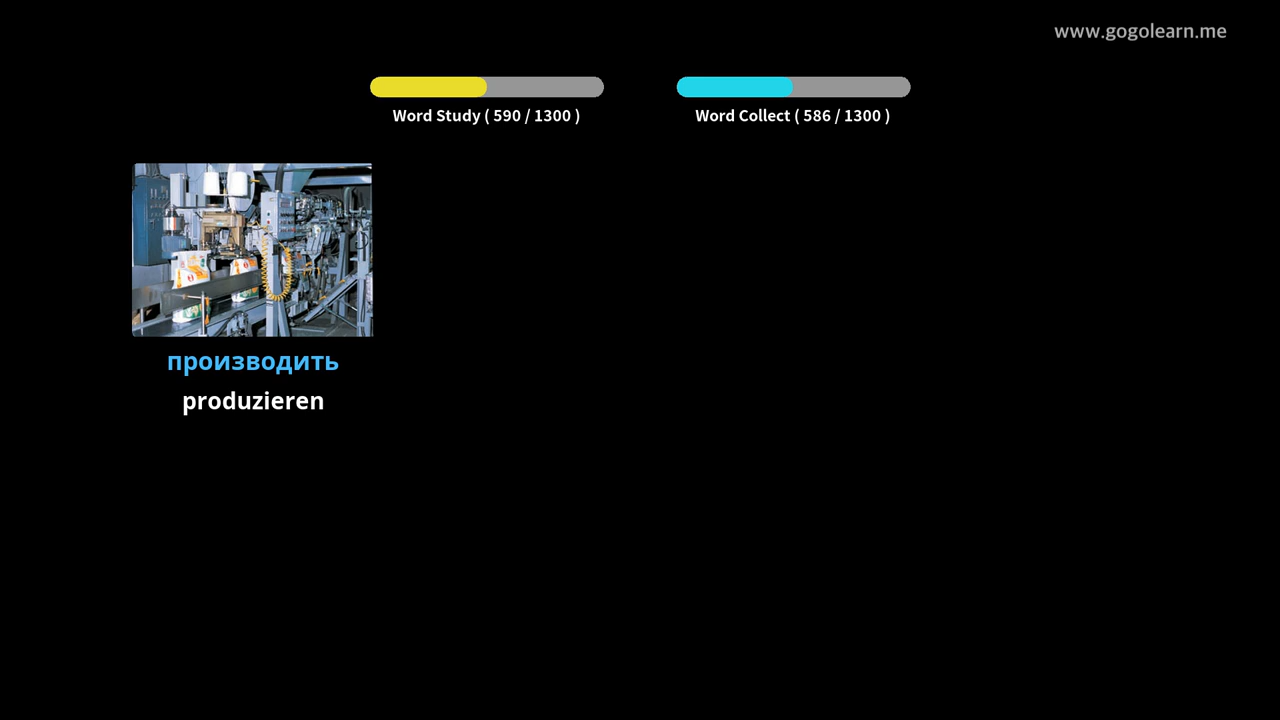 www.gogolearn.me
Word Study ( 590 / 1300 )
Word Collect ( 586 / 1300 )
производить
produzieren